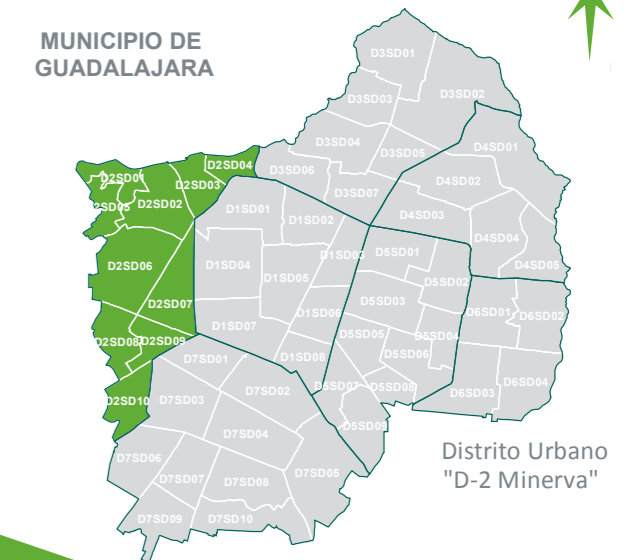 MUNICIPIO DE
GUADALAJARA
D3SD01
D3SD02
D3SD03
D3SD04
D3SD05
D3SD06
D3SD07
D4SD01
D4SD02
D4SD03
D4SD04
D4SD05
D2SD01
D2SD02
D2SD03
D2SD04
D2SD05
D2SD06
D2SD07
D2SD08
D2SD09
D2SD10
D1SD01
D1SD02
D1SD03
D1SD04
D1SD05
D1SD06
D1SD07
D1SD08
D5SD01
D5SD02
D5SD03
D5SD04
D5SD05
D5SD06
D5SD07
D5SD08
D5SD09
D6SD01
D6SD02
D6SD03
D6SD04
D7SD01
D7SD02
D7SD03
D7SD04
D7SD05
D7SD06
D7SD07
D7SD08
D7SD09
D7SD10
Distrito Urbano
"D-2 Minerva"